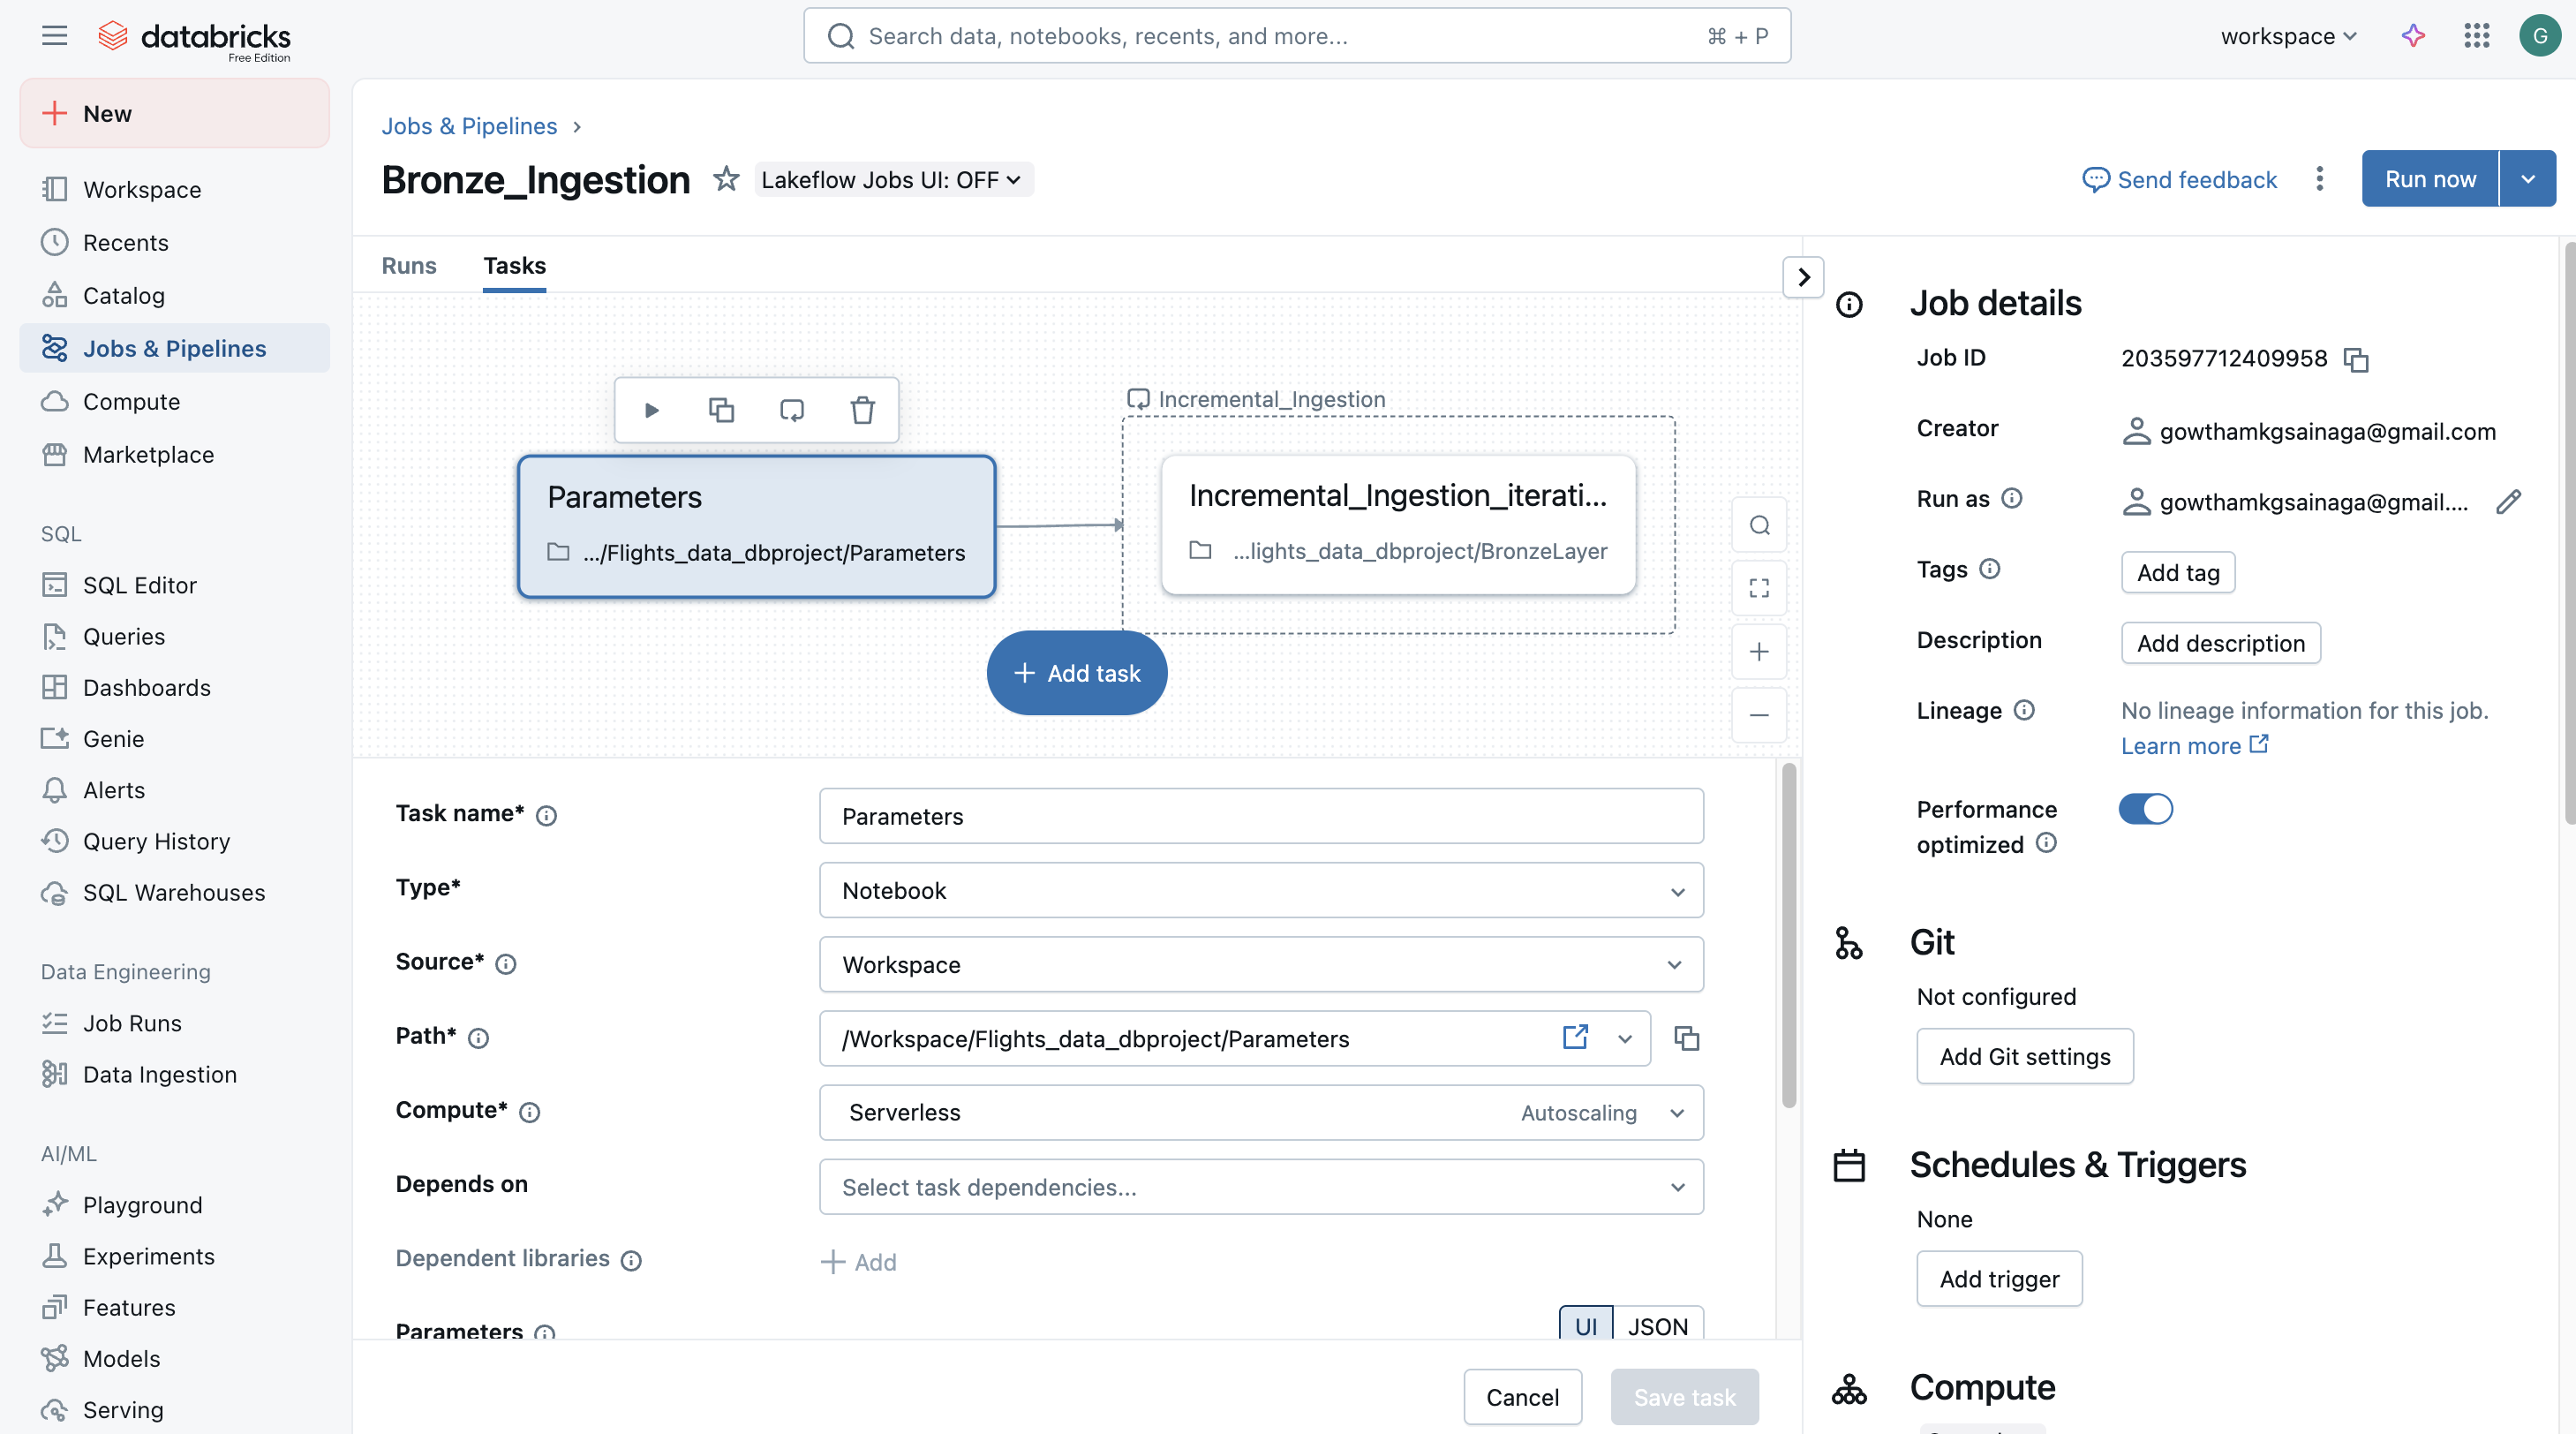 databricks
Free Edition
Search data, notebooks, recents, and more...
⌘ + P
workspace
G
New
Workspace
Recents
Catalog
Jobs & Pipelines
Compute
Marketplace
SQL
SQL Editor
Queries
Dashboards
Genie
Alerts
Query History
SQL Warehouses
Data Engineering
Job Runs
Data Ingestion
AI/ML
Playground
Experiments
Features
Models
Serving
Jobs & Pipelines
Bronze_Ingestion
Lakeflow Jobs UI: OFF
Send feedback
Run now
Runs
Tasks
Parameters
.../Flights_data_dbproject/Parameters
Incremental_Ingestion
Incremental_Ingestion_iterati...
...lights_data_dbproject/BronzeLayer
Add task
Task name*
Parameters
Type*
Notebook
Source*
Workspace
Path*
/Workspace/Flights_data_dbproject/Parameters
Compute*
Serverless
Autoscaling
Depends on
Select task dependencies...
Dependent libraries
Add
Parameters
UI
JSON
Cancel
Save task
Job details
Job ID
203597712409958
Creator
gowthamkgsainaga@gmail.com
Run as
gowthamkgsainaga@gmail....
Tags
Add tag
Description
Add description
Lineage
No lineage information for this job.
Learn more
Performance
optimized
Git
Not configured
Add Git settings
Schedules & Triggers
None
Add trigger
Compute